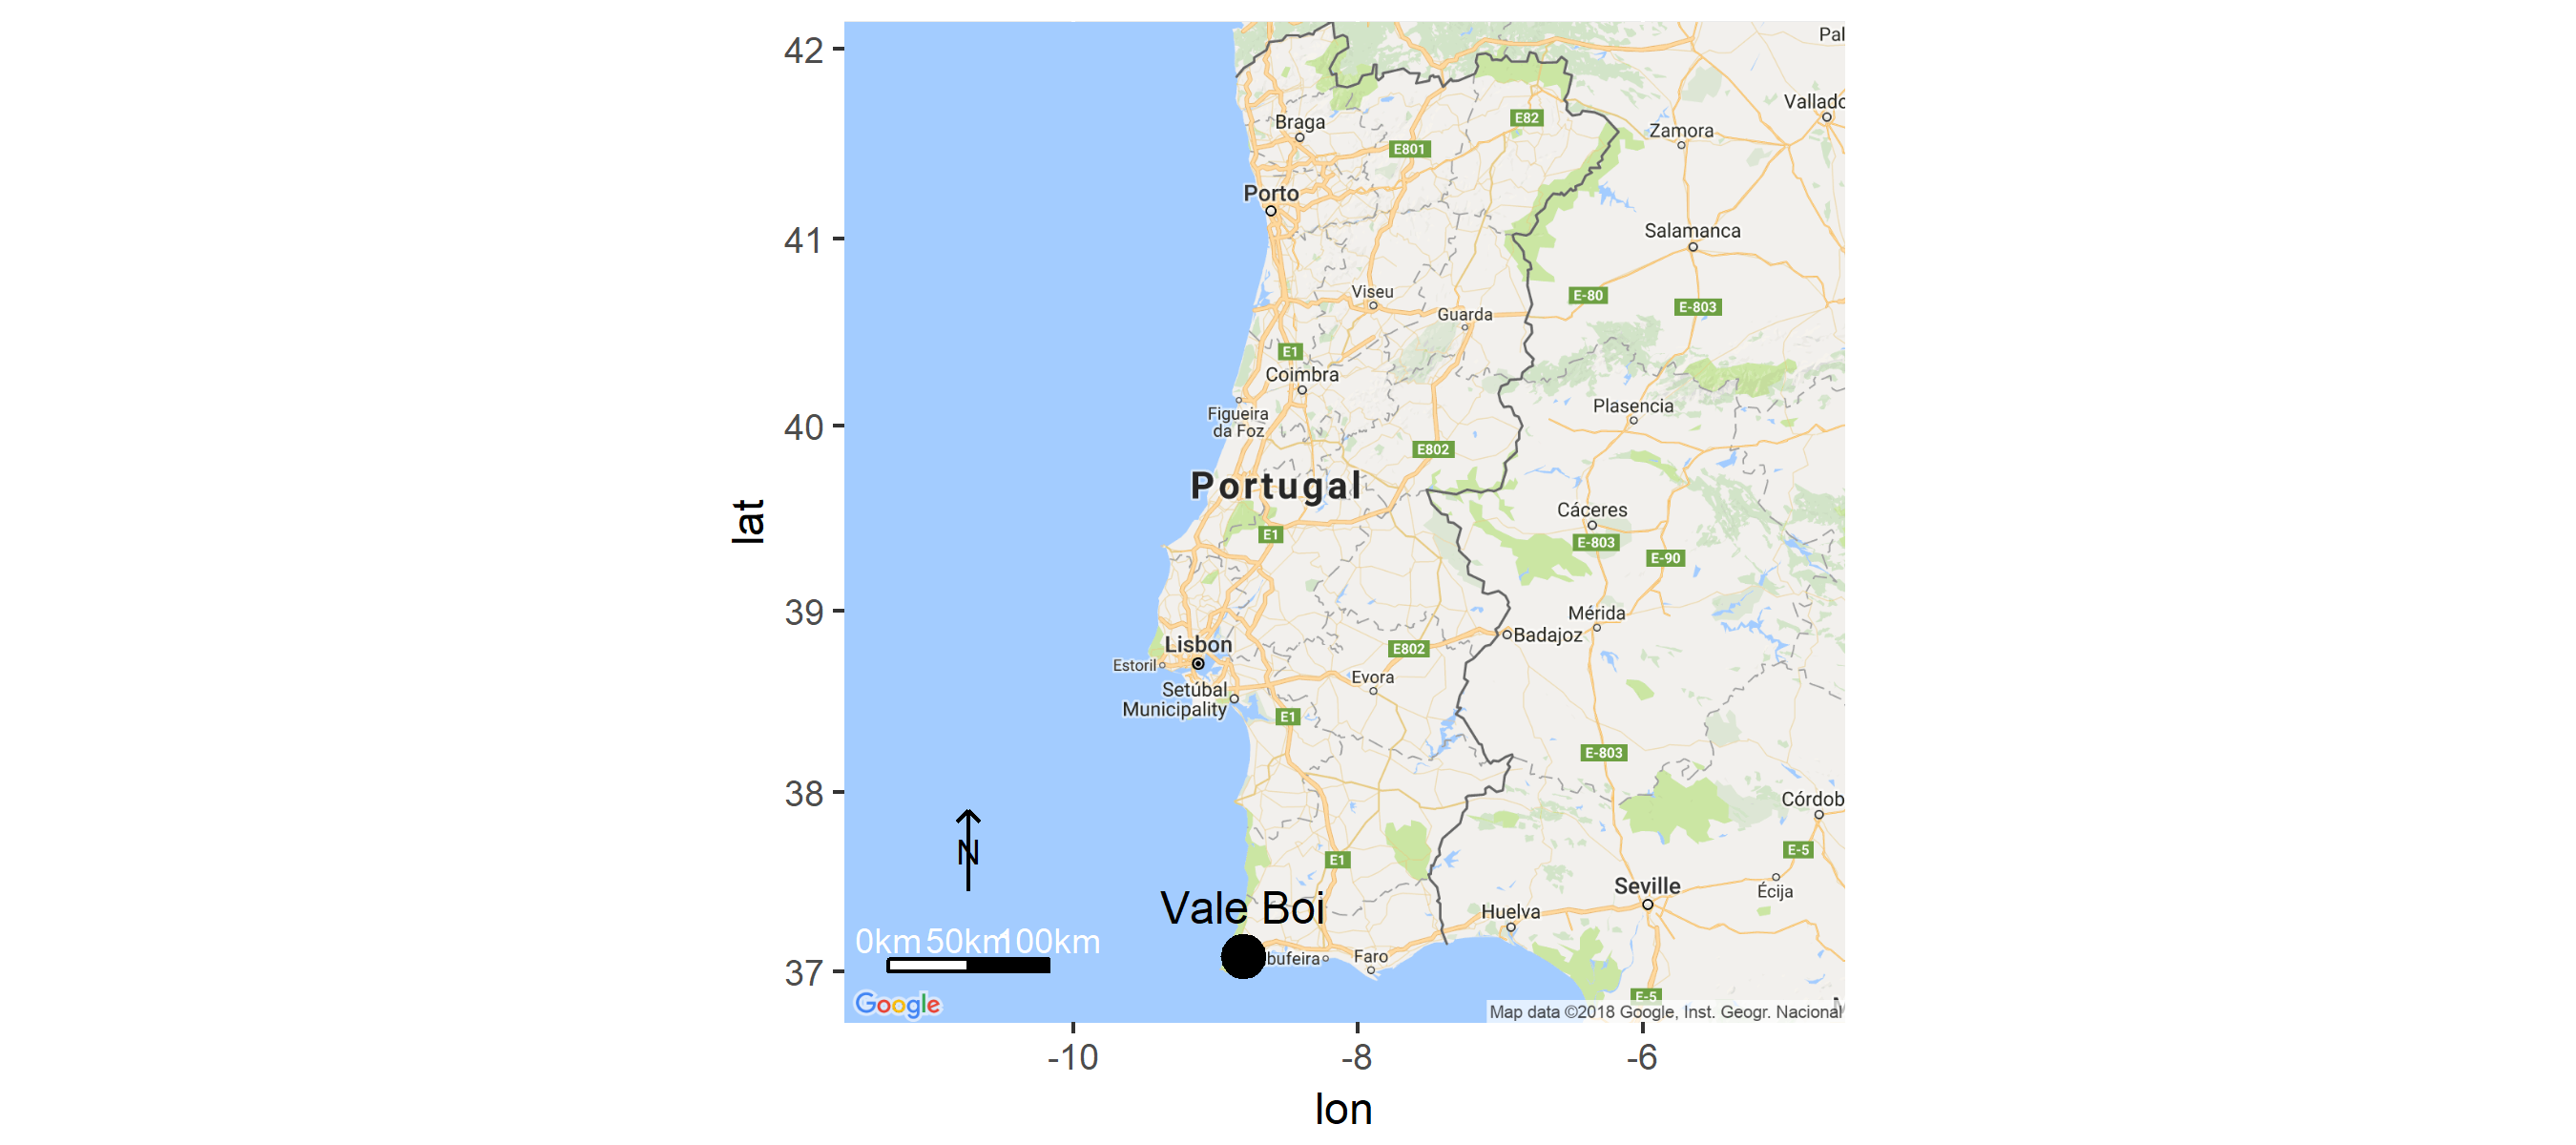 42
41
40
39
38
37
lat
Pal
Vallado
Braga
E82
Zamora
E801
Porto
Salamanca
Viseu
E-80
Guarda
E-803
E1
Coimbra
Plasencia
Figueira
da Foz
E802
Portugal
Cáceres
E1
E-803
E-90
Mérida
Badajoz
Lisbon
E802
Estoril
Evora
Setúbal
Municipality
E1
E-803
Córdob
N
E-5
E1
Seville
Écija
Vale Boi
Huelva
0km 50km 100km
bufeira
Faro
E-5
Google
Map data ©2018 Google, Inst. Geogr. Nacional
-10 -8 -6
lon